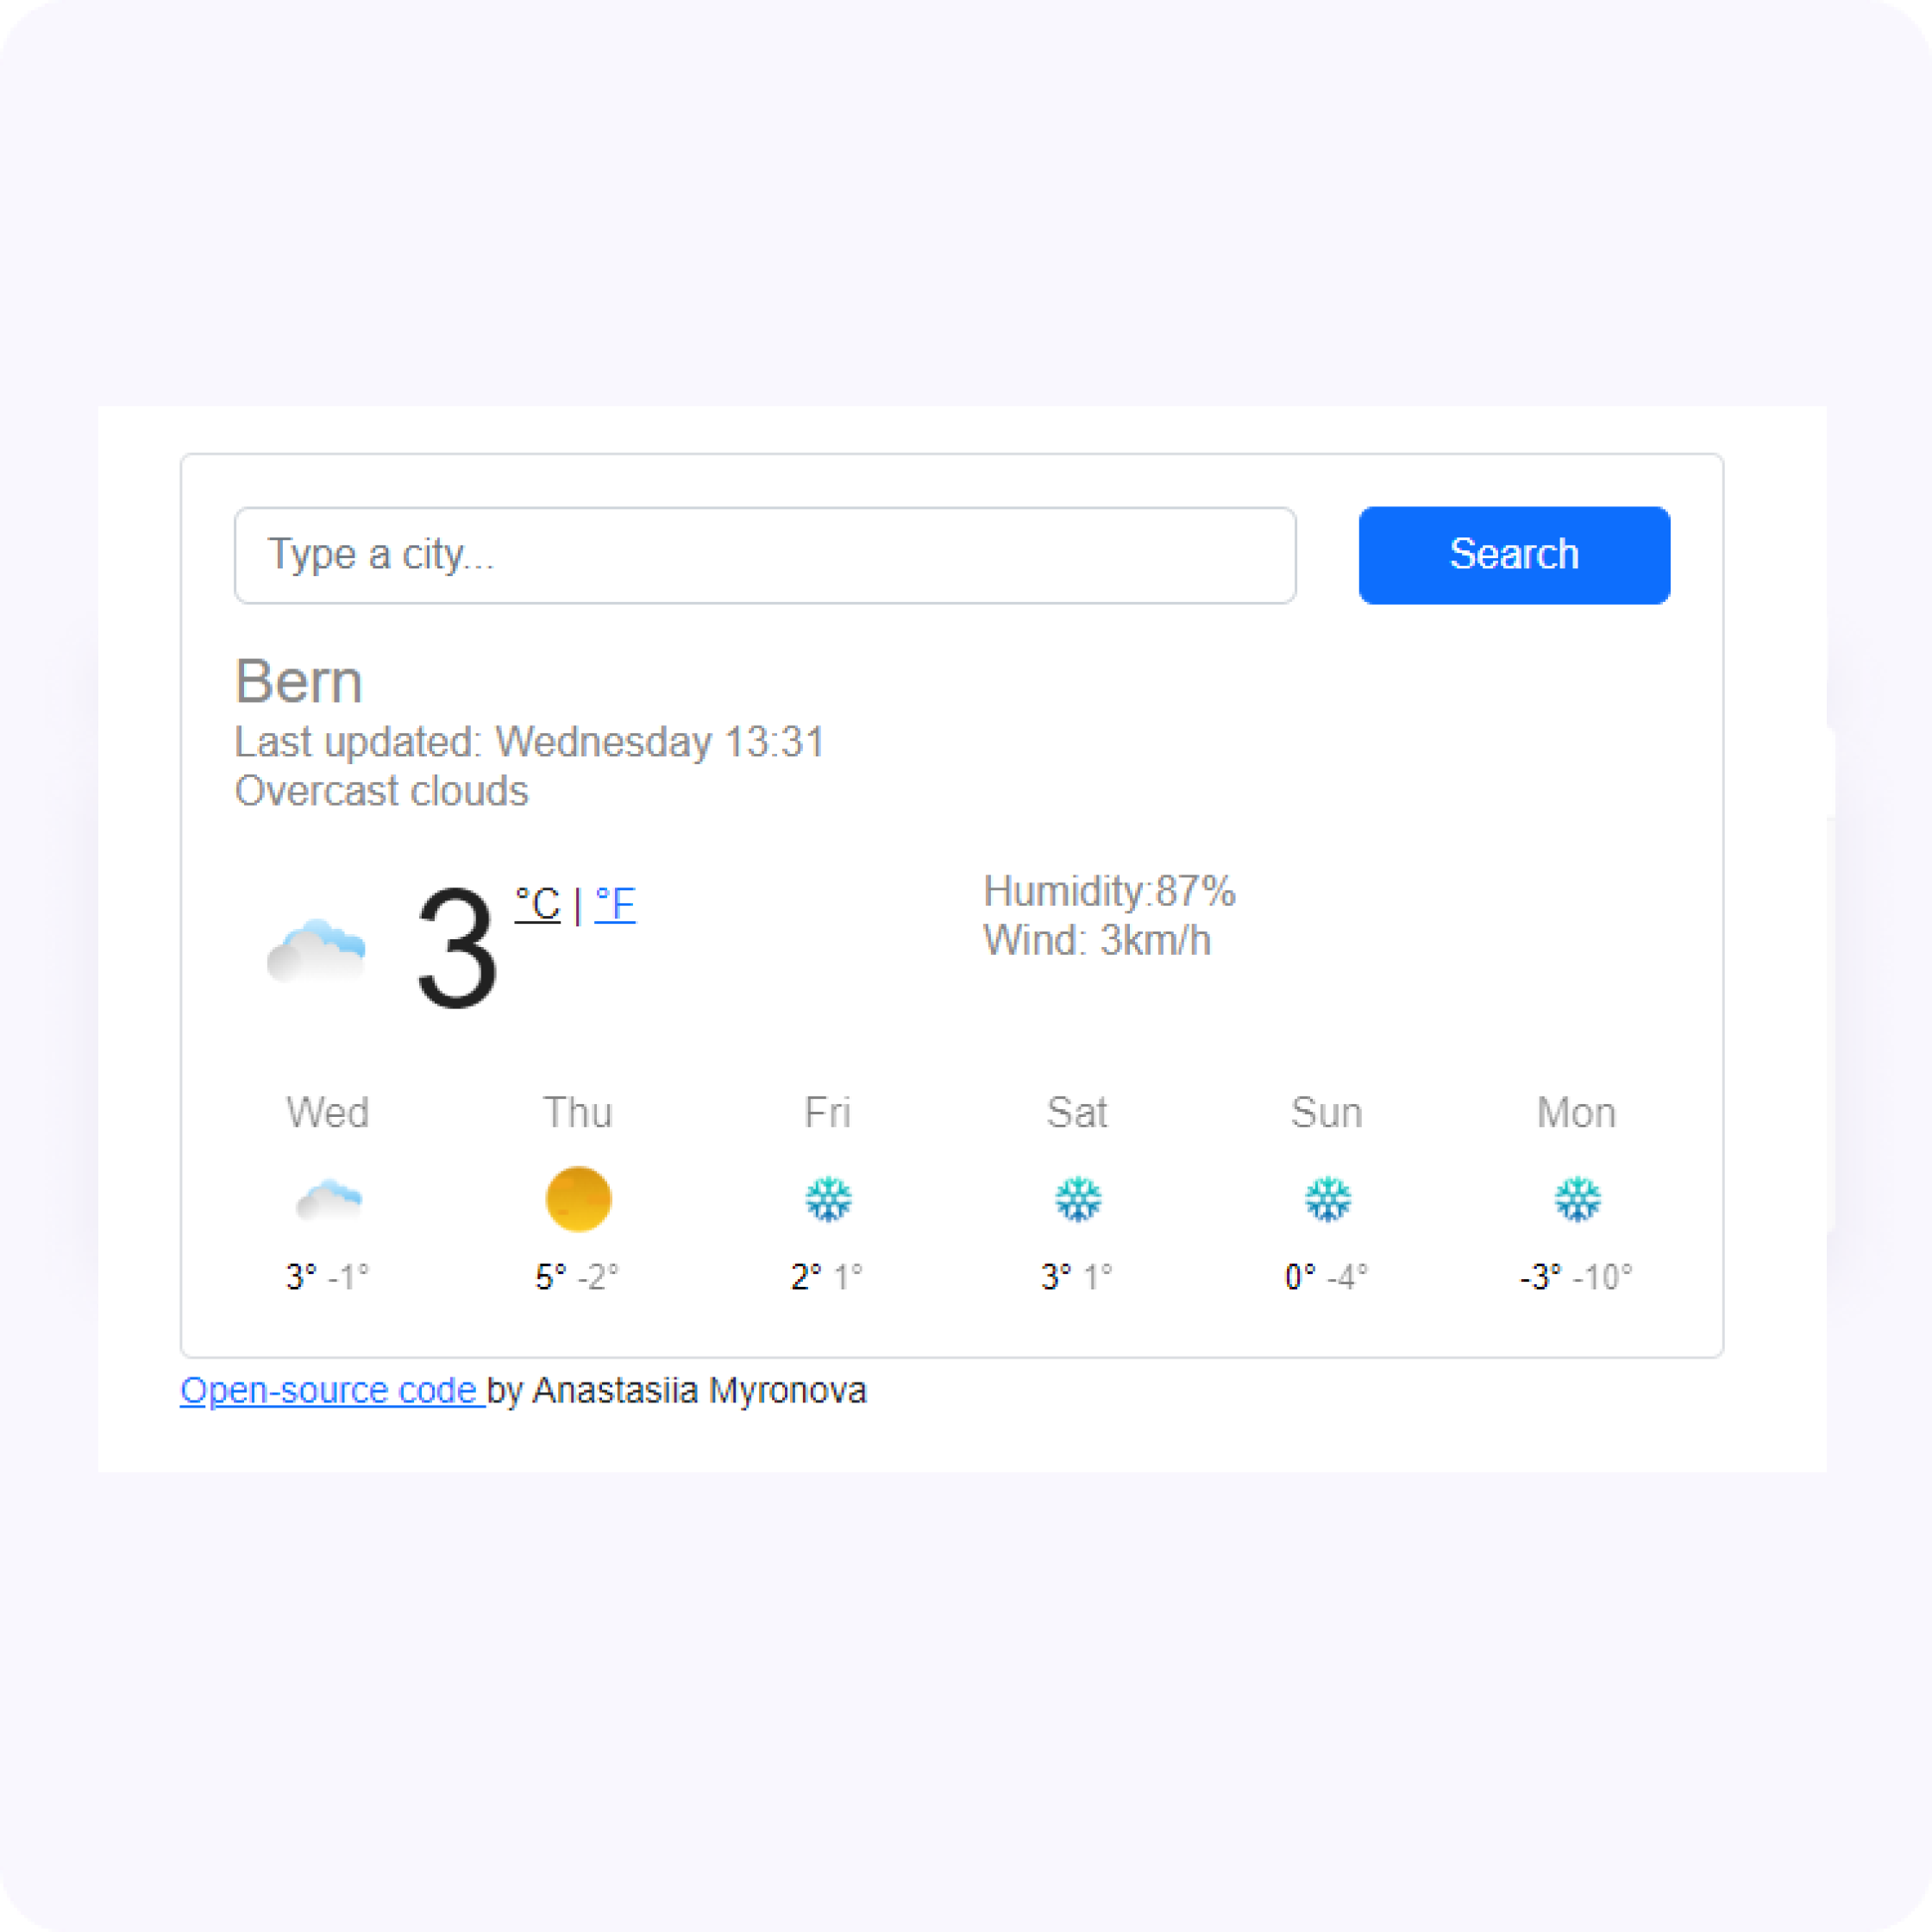 Type a city...
Search
Bern
Last updated: Wednesday 13:31
Overcast clouds
3 °C | °F
Humidity:87%
Wind: 3km/h
Wed Thu Fri Sat Sun Mon
3° -1° 5° -2° 2° 1° 3° 1° 0° -4° -3° -10°
Open-source code by Anastasiia Myronova